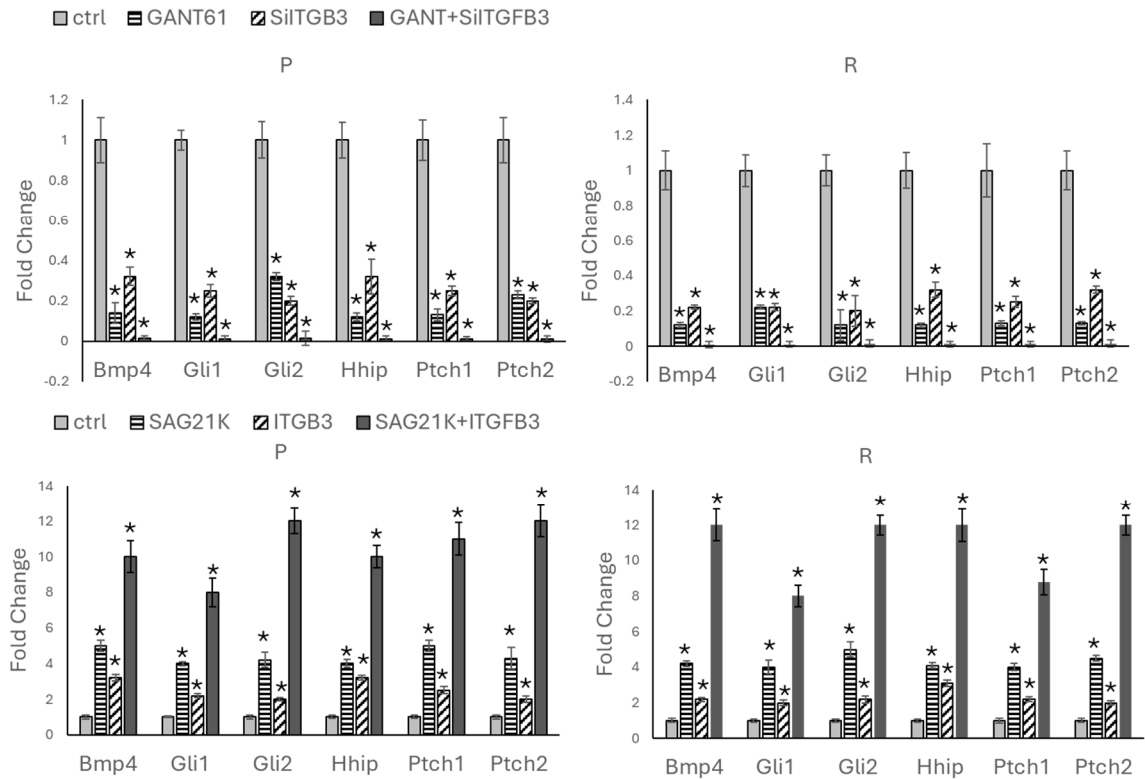 ctrl GANT61 SiITGB3 GANT+SiITGFB3
P
Fold Change
1.2
1
0.8
0.6
0.4
0.2
0
-0.2
* * * * * * * * * * * * * * * * * *
Bmp4 Gli1 Gli2 Hhip Ptch1 Ptch2
R
Fold Change
1.4
1.2
1
0.8
0.6
0.4
0.2
0
-0.2
* * * * * * * * * * * * * * * * * *
Bmp4 Gli1 Gli2 Hhip Ptch1 Ptch2
ctrl SAG21K ITGB3 SAG21K+ITGFB3
P
Fold Change
14
12
10
8
6
4
2
0
* * * * * * * * * * * * * * * * * *
Bmp4 Gli1 Gli2 Hhip Ptch1 Ptch2
R
Fold Change
14
12
10
8
6
4
2
0
* * * * * * * * * * * * * * * * * *
Bmp4 Gli1 Gli2 Hhip Ptch1 Ptch2